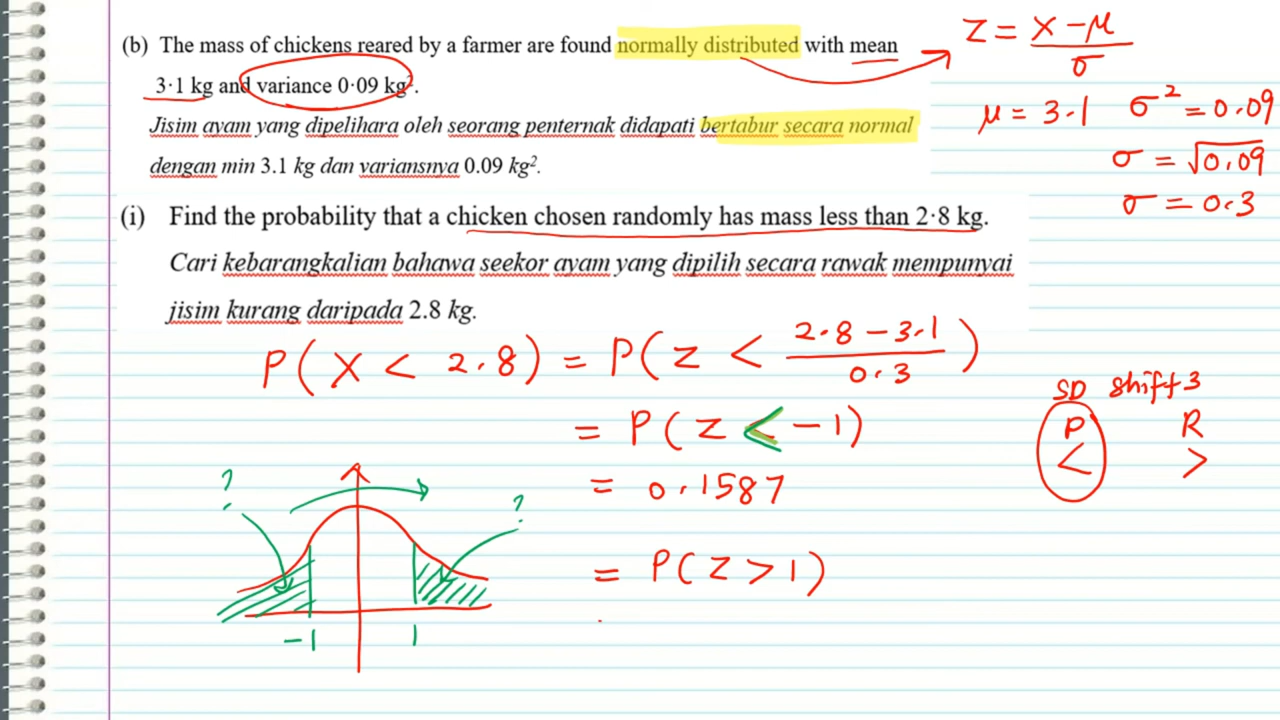 (b) The mass of chickens reared by a farmer are found normally distributed with mean
3·1 kg and variance 0·09 kg².
Jisim ayam yang dipelihara oleh seorang penternak didapati bertabur secara normal
dengan min 3.1 kg dan variansnya 0.09 kg².
Z = X - μ / σ
μ = 3.1 σ² = 0.09
σ = √0.09
σ = 0.3
(i) Find the probability that a chicken chosen randomly has mass less than 2·8 kg.
Cari kebarangkalian bahawa seekor ayam yang dipilih secara rawak mempunyai
jisim kurang daripada 2.8 kg.
P(X < 2.8) = P(Z < 2.8 - 3.1 / 0.3)
= P(Z < -1)
= 0.1587
= P(Z > 1)
SD shift 3
P R
< >
? ?
-1 1